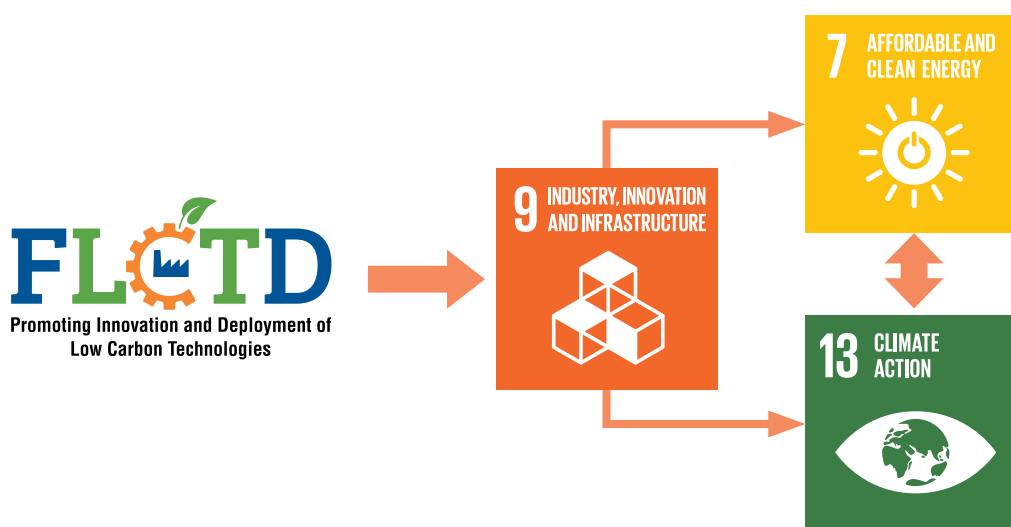 FLCTD
Promoting Innovation and Deployment of
Low Carbon Technologies
9 INDUSTRY, INNOVATION
AND INFRASTRUCTURE
7 AFFORDABLE AND
CLEAN ENERGY
13 CLIMATE
ACTION